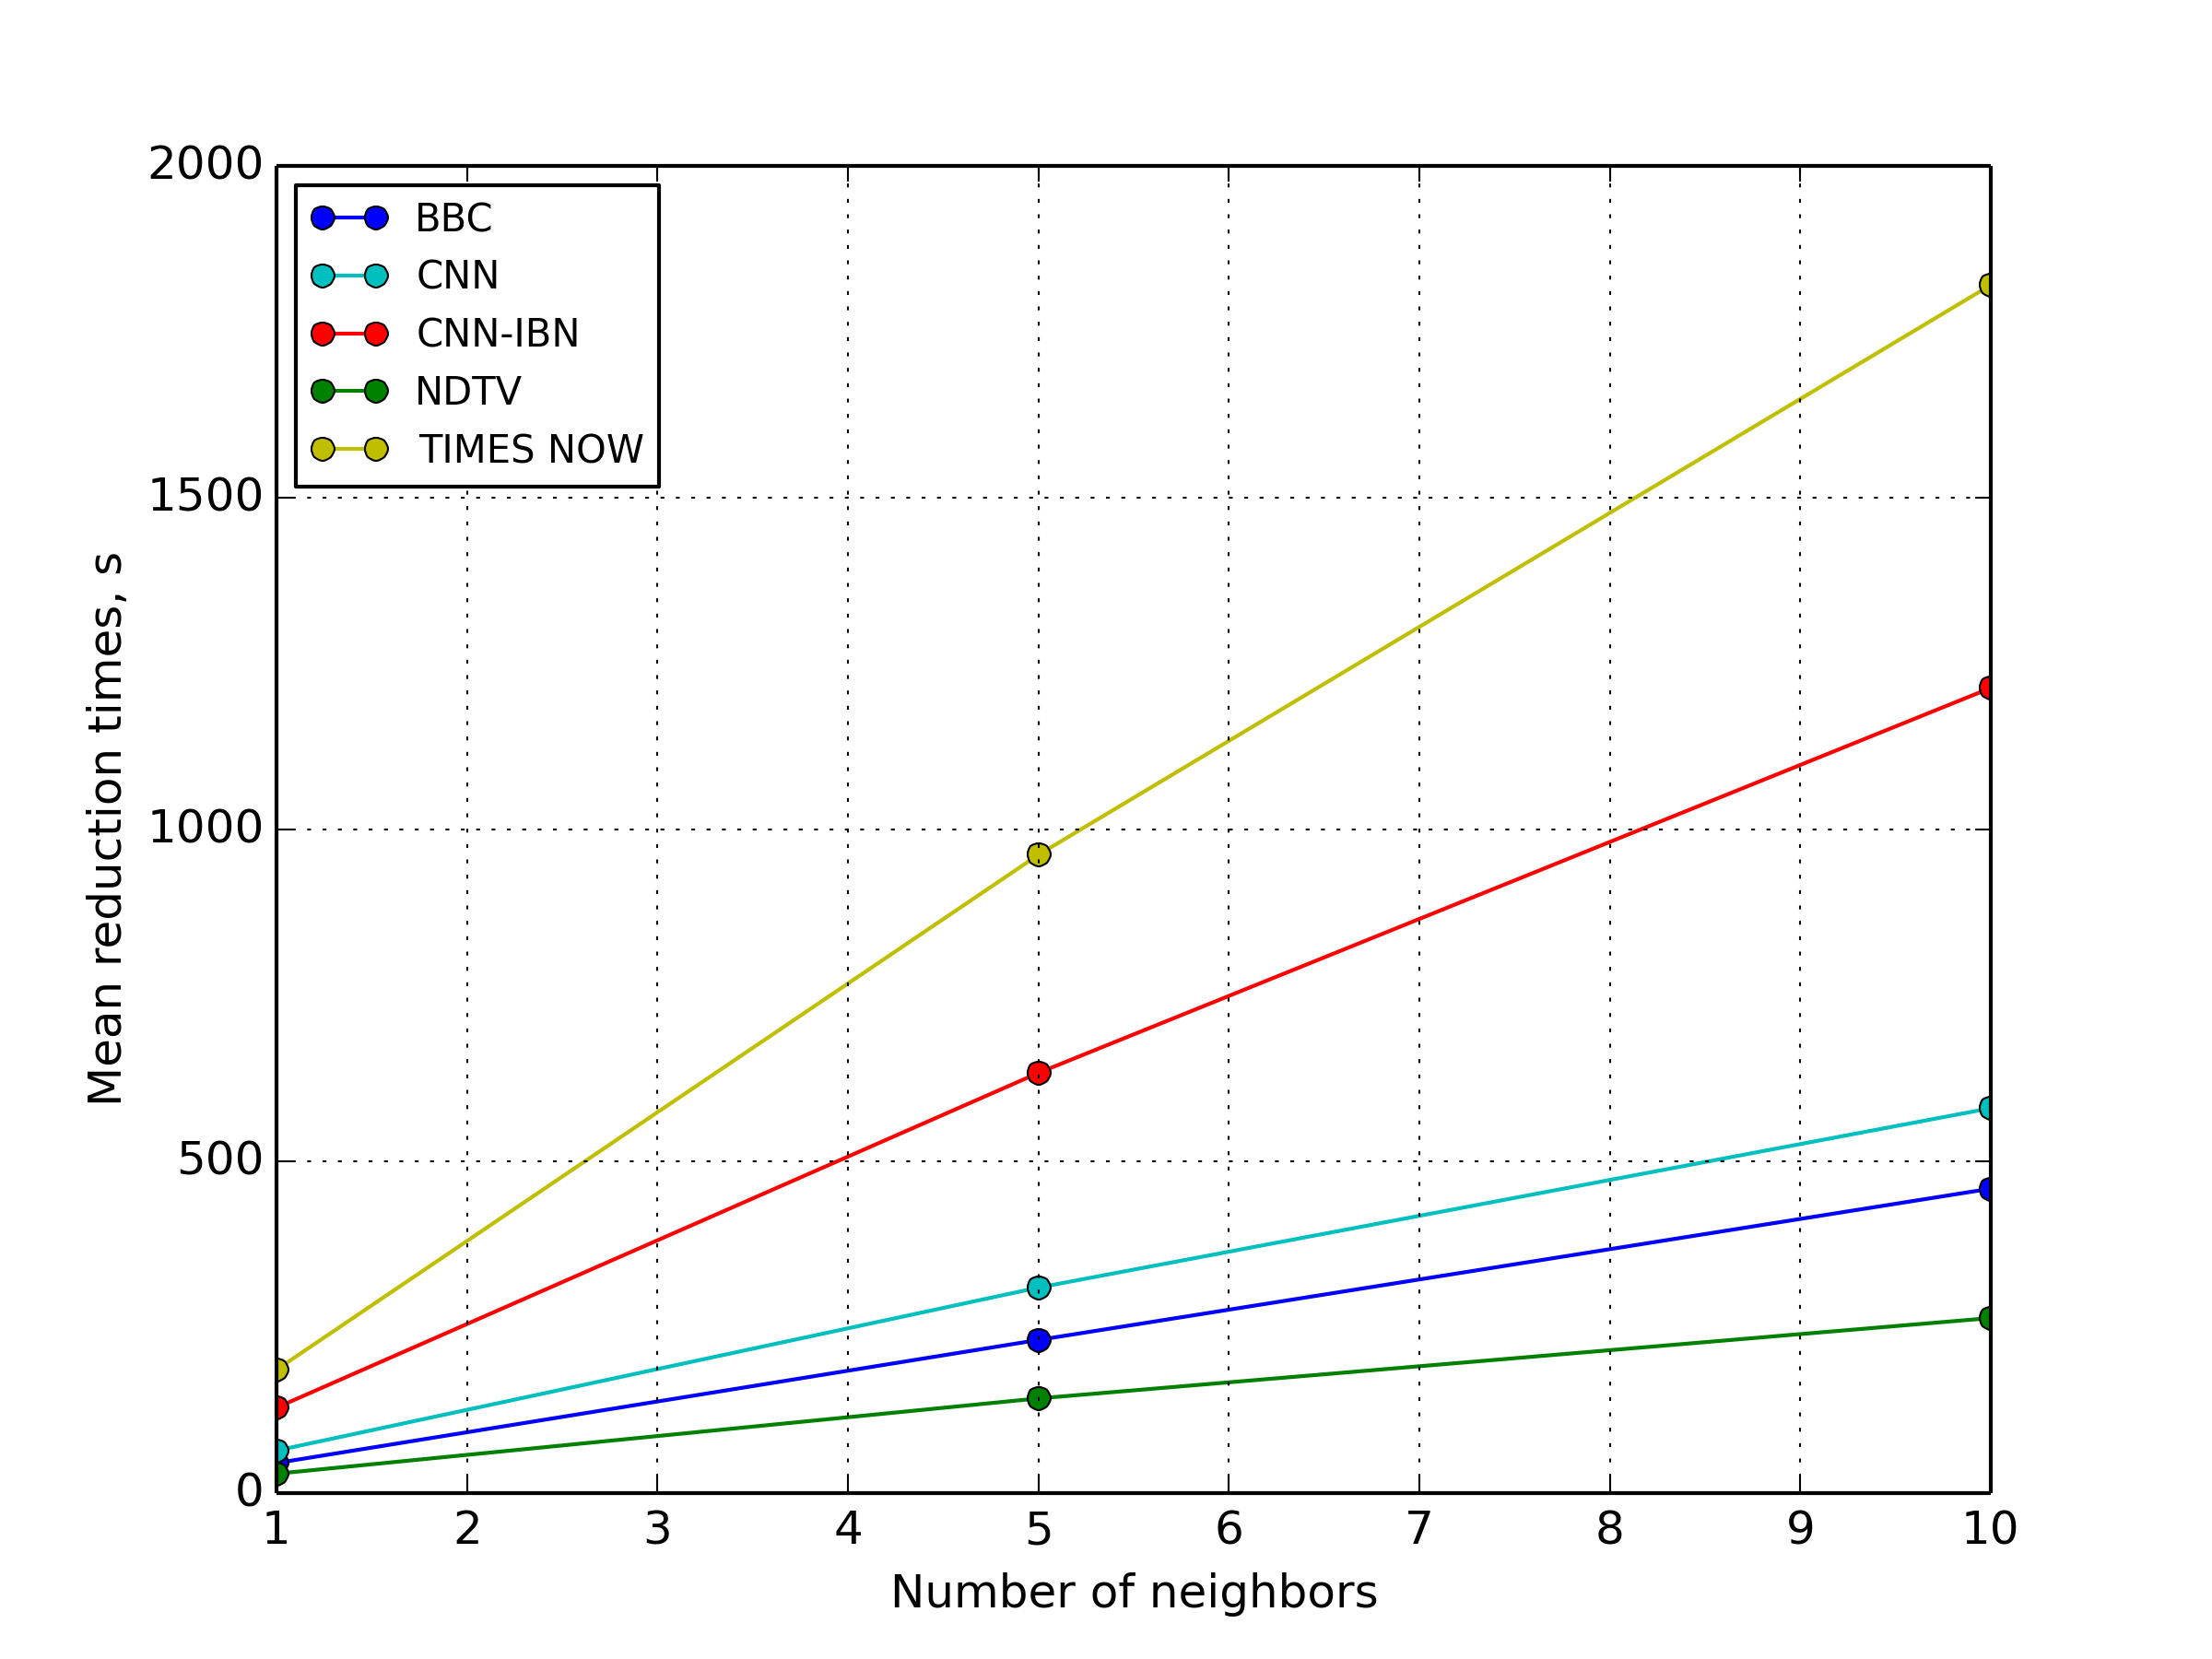 2000
1500
1000
500
0
Mean reduction times, s
BBC
CNN
CNN-IBN
NDTV
TIMES NOW
1 2 3 4 5 6 7 8 9 10
Number of neighbors